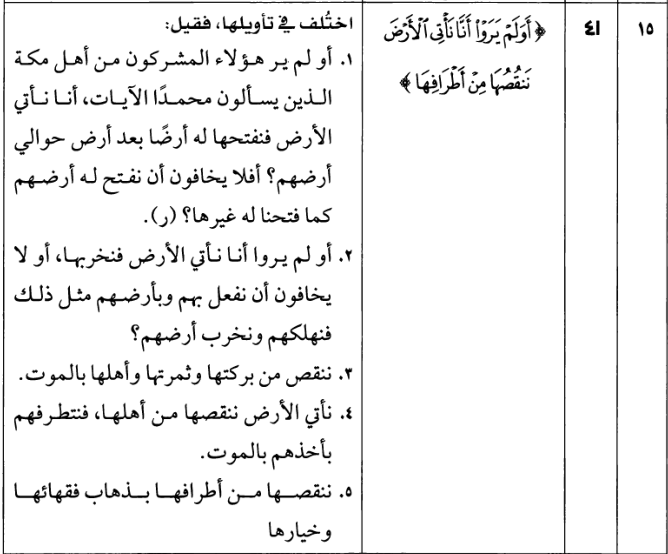 ١٥
٤١
﴿ أَوَلَمْ يَرَوْا أَنَّا نَأْتِي الْأَرْضَ
نَنقُصُهَا مِنْ أَطْرَافِهَا ﴾
اختُلف في تأويلها، فقيل:
١. أو لم ير هؤلاء المشركون من أهل مكة
الذين يسألون محمدًا الآيات، أنا نأتي
الأرض فنفتحها له أرضًا بعد أرض حوالي
أرضهم؟ أفلا يخافون أن نفتح له أرضهم
كما فتحنا له غيرها؟ (ر).
٢. أو لم يروا أنا نأتي الأرض فنخربها، أو لا
يخافون أن نفعل بهم وبأرضهم مثل ذلك
فنهلكهم ونخرب أرضهم؟
٣. ننقص من بركتها وثمرتها وأهلها بالموت.
٤. نأتي الأرض ننقصها من أهلها، فنتطرفهم
بأخذهم بالموت.
٥. ننقصها من أطرافها بذهاب فقهائها
وخيارها